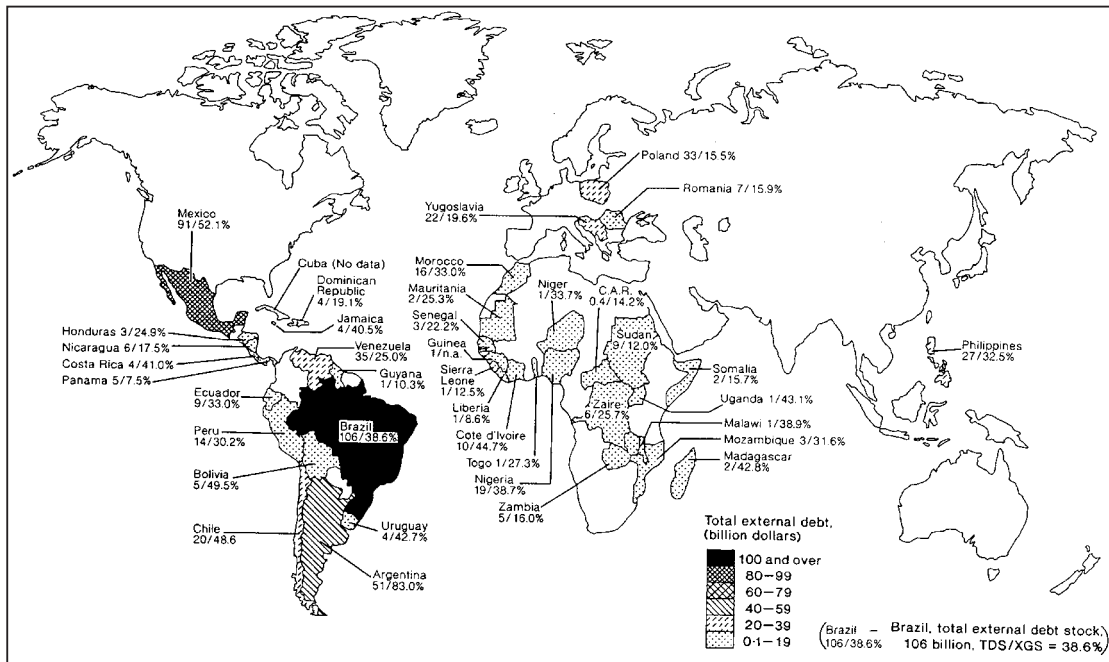 Poland 33/15.5%
Romania 7/15.9%
Yugoslavia
22/19.6%
Mexico
91/52.1%
Cuba (No data)
Dominican
Republic
4/19.1%
Jamaica
4/40.5%
Honduras 3/24.9%
Nicaragua 6/17.5%
Costa Rica 4/41.0%
Panama 5/7.5%
Venezuela
35/25.0%
Guyana
1/10.3%
Ecuador
9/33.0%
Peru
14/30.2%
Brazil
106/38.6%
Bolivia
5/49.5%
Chile
20/48.6
Uruguay
4/42.7%
Argentina
51/83.0%
Morocco
16/33.0%
Mauritania
2/25.3%
Senegal
3/22.2%
Guinea
1/n.a.
Sierra
Leone
1/12.5%
Liberia
1/8.6%
Cote d'Ivoire
10/44.7%
Togo 1/27.3%
Nigeria
19/38.7%
Zambia
5/16.0%
Niger
1/33.7%
C.A.R.
0.4/14.2%
Sudan
9/12.0%
Zaire
6/25.7%
Somalia
2/15.7%
Uganda 1/43.1%
Malawi 1/38.9%
Mozambique 3/31.6%
Madagascar
2/42.8%
Philippines
27/32.5%
Total external debt,
(billion dollars)
100 and over
80–99
60–79
40–59
20–39
0·1–19
(Brazil – Brazil, total external debt stock,
106/38.6% 106 billion, TDS/XGS = 38.6%)